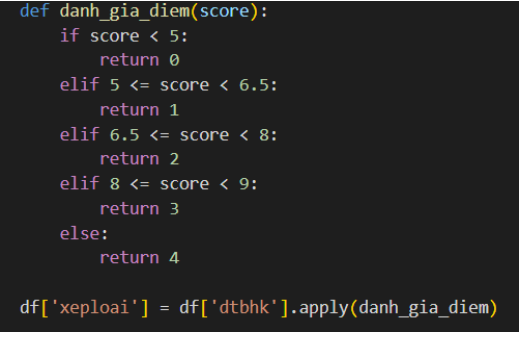 def danh_gia_diem(score):
    if score < 5:
        return 0
    elif 5 <= score < 6.5:
        return 1
    elif 6.5 <= score < 8:
        return 2
    elif 8 <= score < 9:
        return 3
    else:
        return 4

df['xeploai'] = df['dtbhk'].apply(danh_gia_diem)